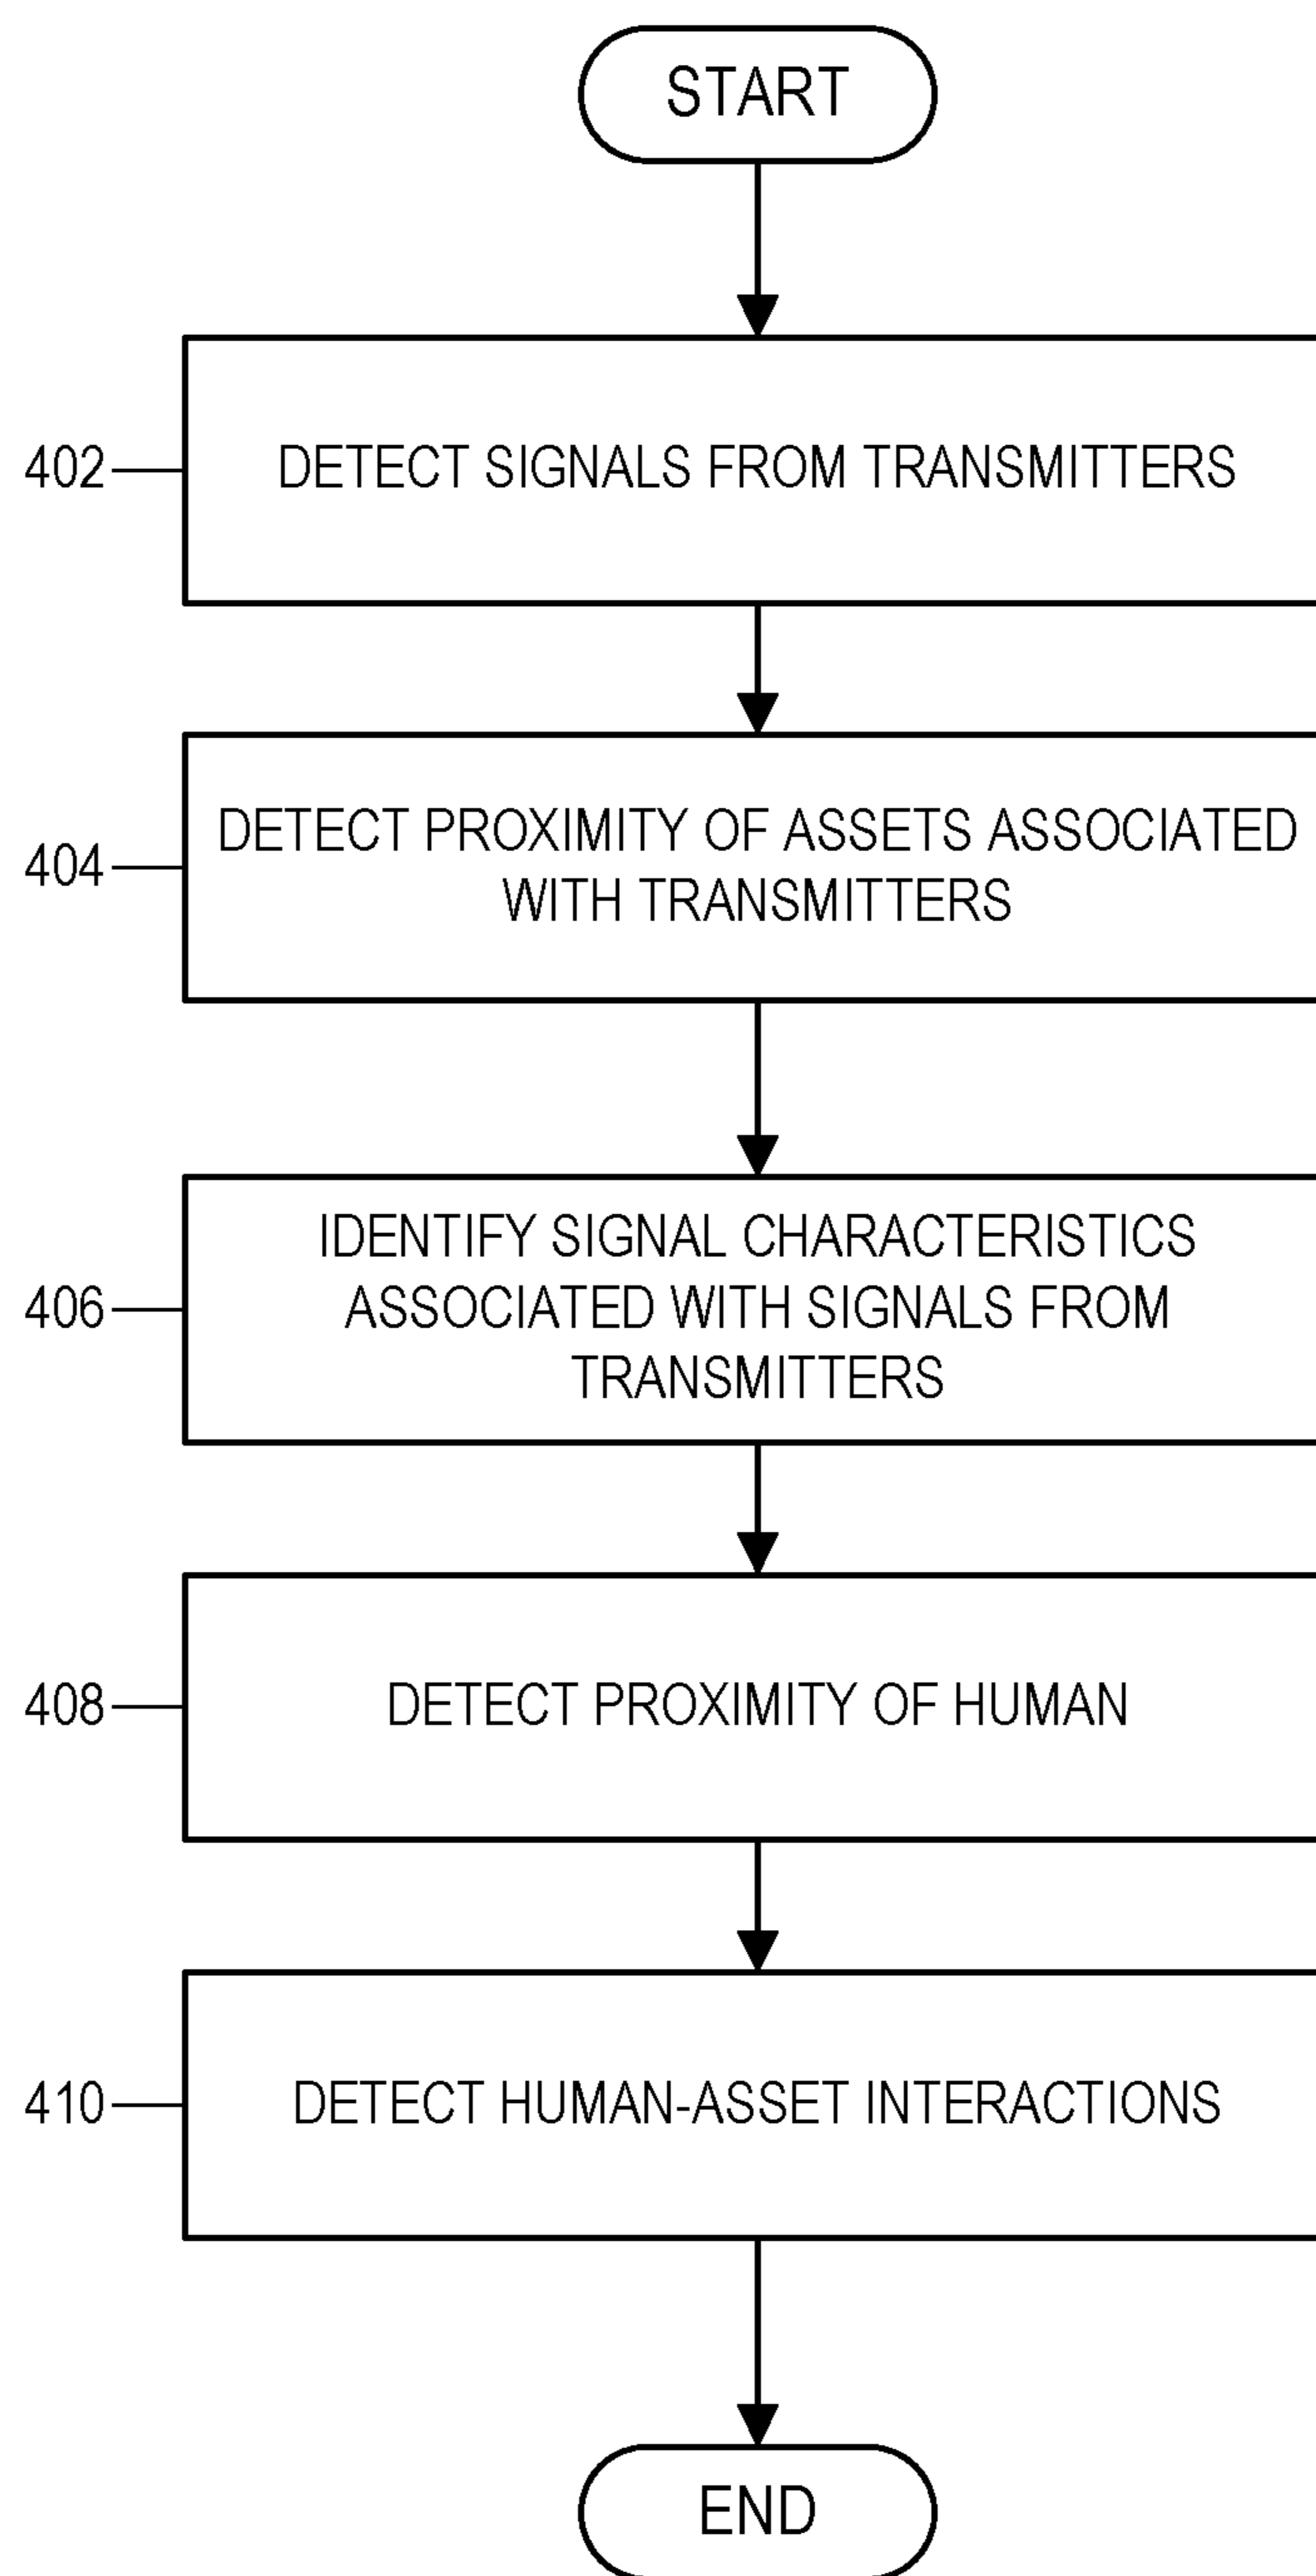 START
402
DETECT SIGNALS FROM TRANSMITTERS
404
DETECT PROXIMITY OF ASSETS ASSOCIATED
WITH TRANSMITTERS
406
IDENTIFY SIGNAL CHARACTERISTICS
ASSOCIATED WITH SIGNALS FROM
TRANSMITTERS
408
DETECT PROXIMITY OF HUMAN
410
DETECT HUMAN-ASSET INTERACTIONS
END